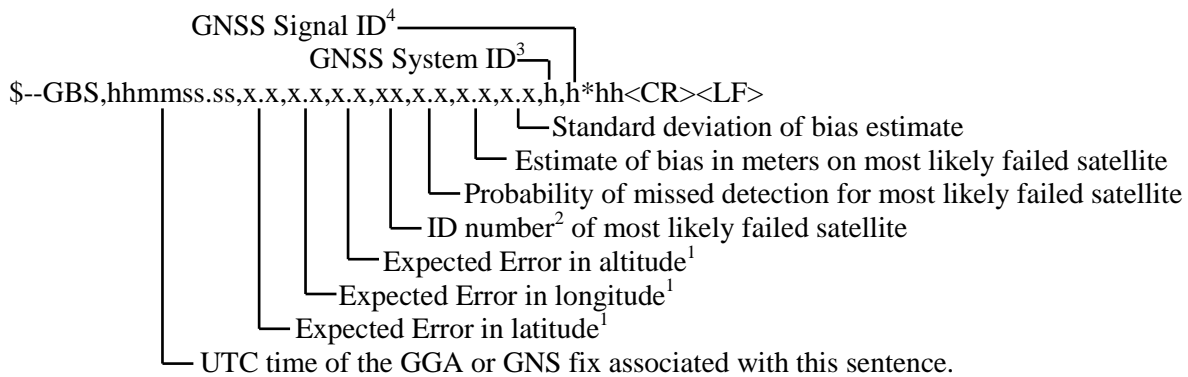 GNSS Signal ID4
GNSS System ID3
$--GBS,hhmmss.ss,x.x,x.x,x.x,xx,x.x,x.x,x.x,h,h*hh<CR><LF>
Standard deviation of bias estimate
Estimate of bias in meters on most likely failed satellite
Probability of missed detection for most likely failed satellite
ID number2 of most likely failed satellite
Expected Error in altitude1
Expected Error in longitude1
Expected Error in latitude1
UTC time of the GGA or GNS fix associated with this sentence.